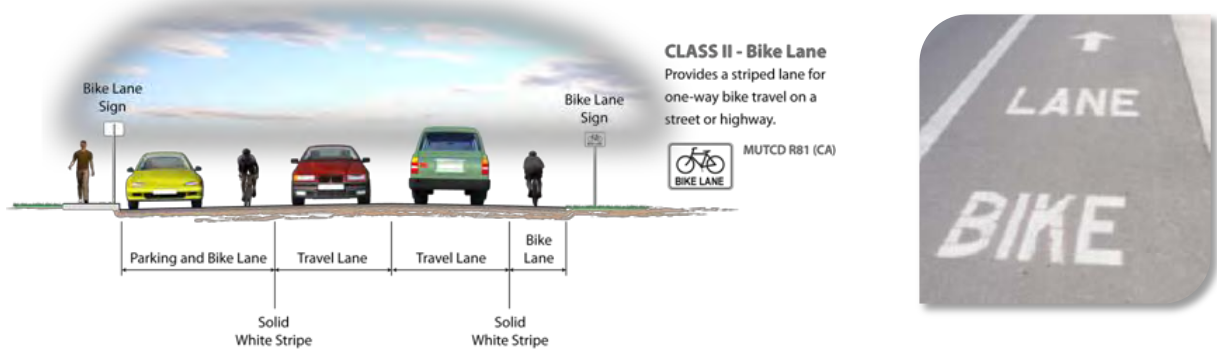 CLASS II - Bike Lane
Provides a striped lane for
one-way bike travel on a
street or highway.
MUTCD R81 (CA)
BIKE LANE
Bike Lane
Sign
Bike Lane
Sign
Parking and Bike Lane
Travel Lane
Travel Lane
Bike
Lane
Solid
White Stripe
Solid
White Stripe
LANE
BIKE